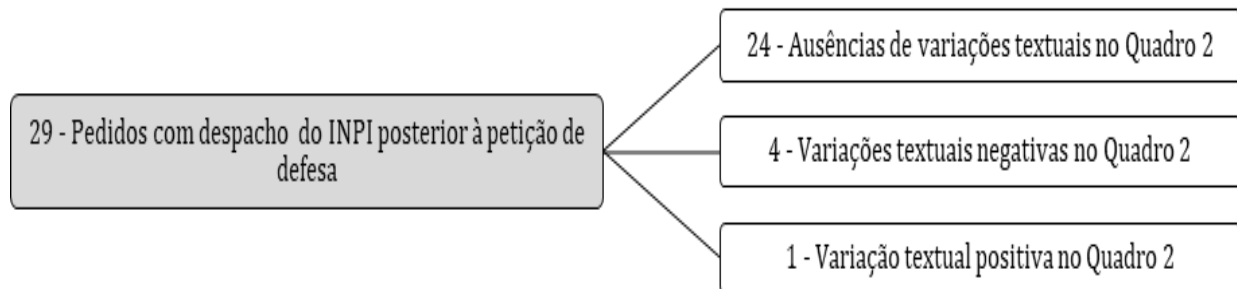 29 - Pedidos com despacho do INPI posterior à petição de
defesa
24 - Ausências de variações textuais no Quadro 2
4 - Variações textuais negativas no Quadro 2
1 - Variação textual positiva no Quadro 2